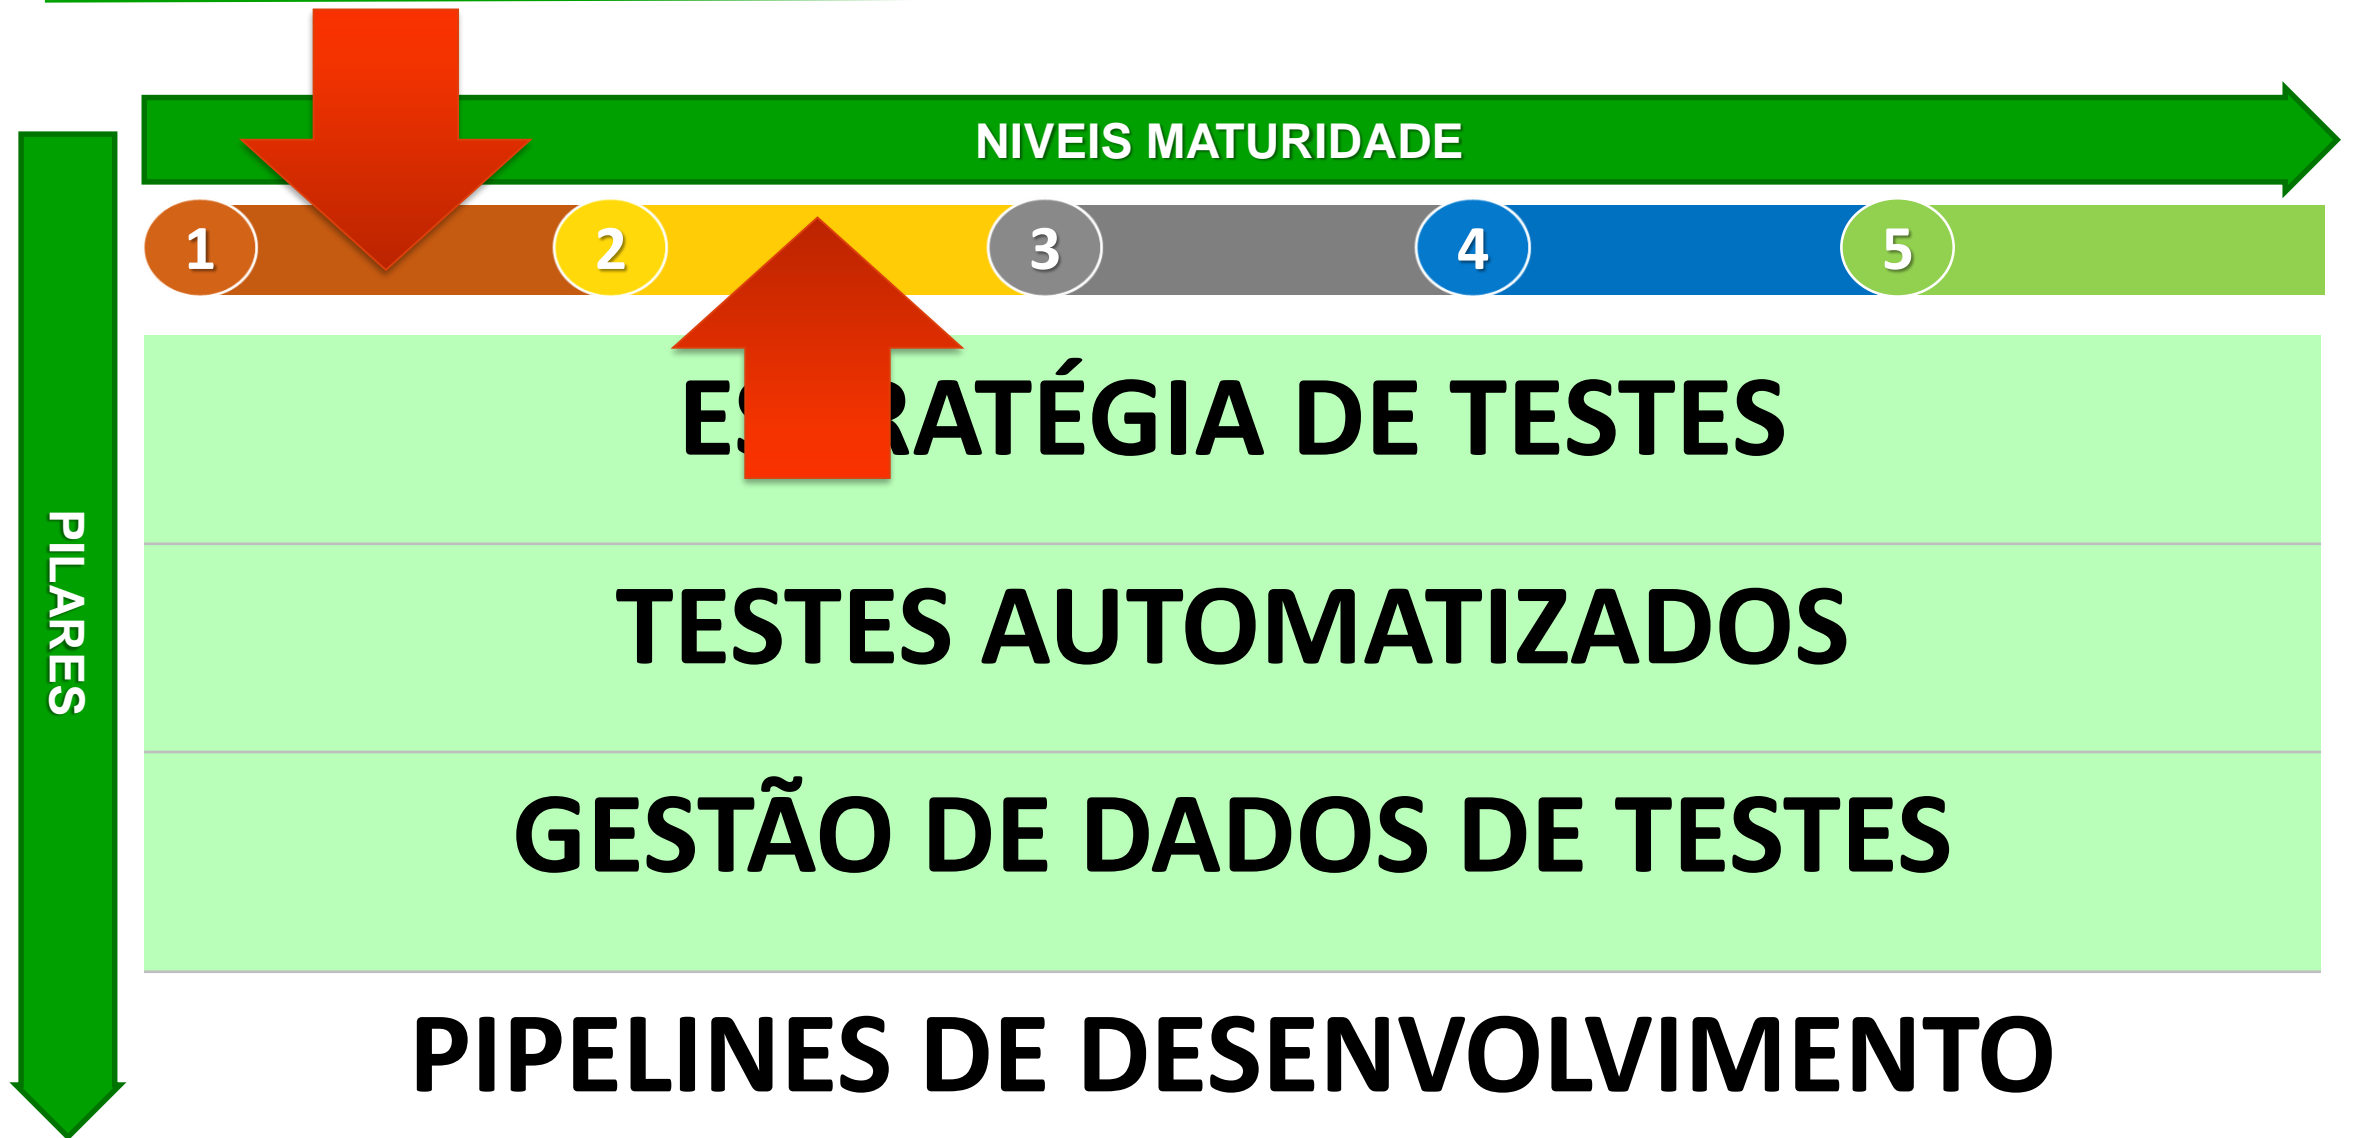 NIVEIS MATURIDADE
1 2 3 4 5
PILARES
ESTRATÉGIA DE TESTES
TESTES AUTOMATIZADOS
GESTÃO DE DADOS DE TESTES
PIPELINES DE DESENVOLVIMENTO